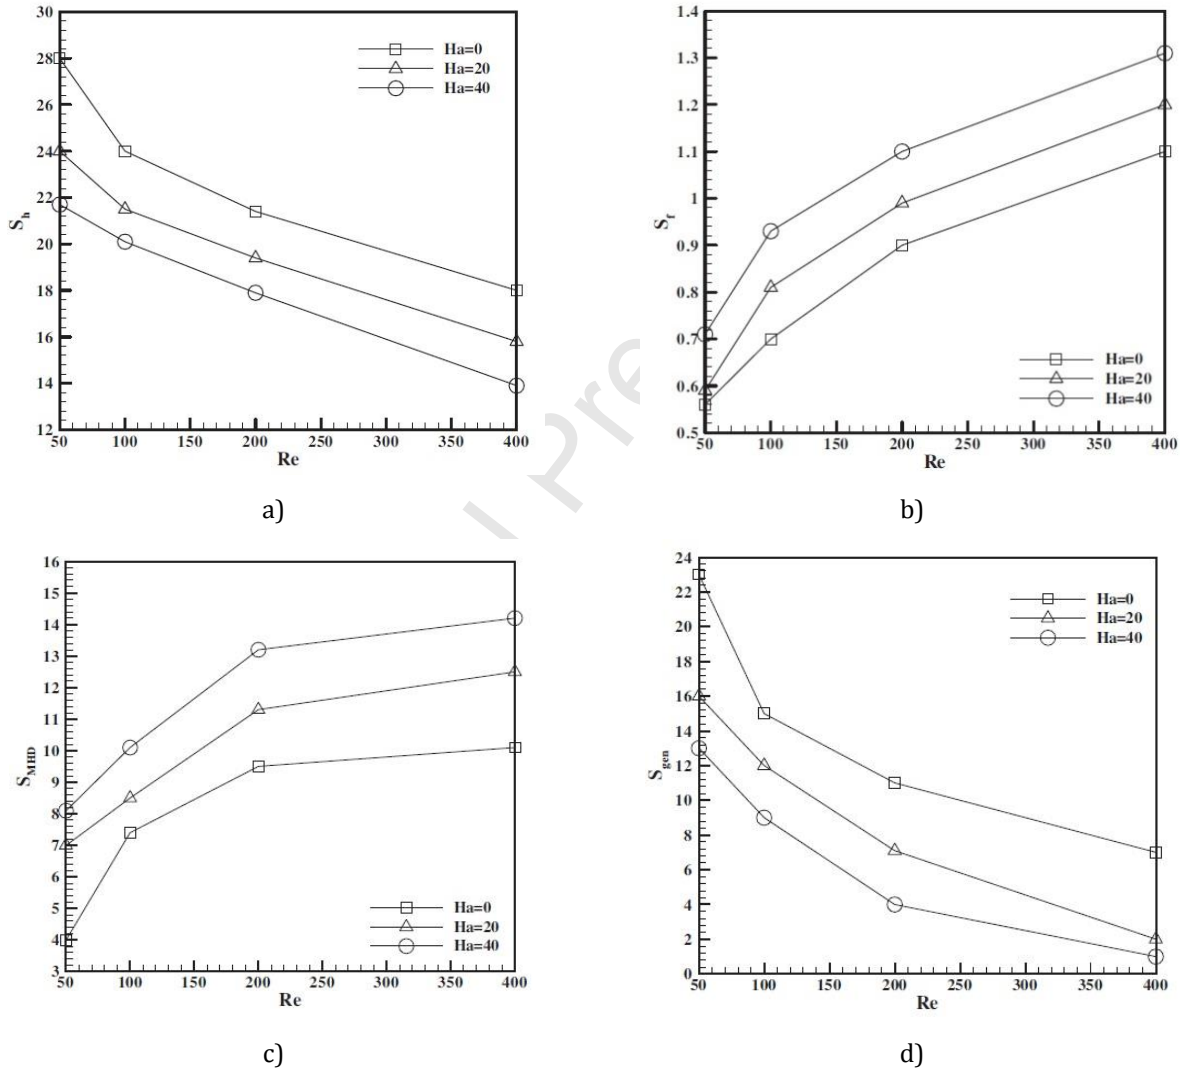 30
28
26
24
22
20
18
16
14
12
S_h
50 100 150 200 250 300 350 400
Re
Ha=0
Ha=20
Ha=40
a)
1.4
1.3
1.2
1.1
1
0.9
0.8
0.7
0.6
0.5
S_f
50 100 150 200 250 300 350 400
Re
Ha=0
Ha=20
Ha=40
b)
l Pre
16
15
14
13
12
11
10
9
8
7
6
5
4
3
S_MHD
50 100 150 200 250 300 350 400
Re
Ha=0
Ha=20
Ha=40
c)
24
22
20
18
16
14
12
10
8
6
4
2
0
S_gen
50 100 150 200 250 300 350 400
Re
Ha=0
Ha=20
Ha=40
d)